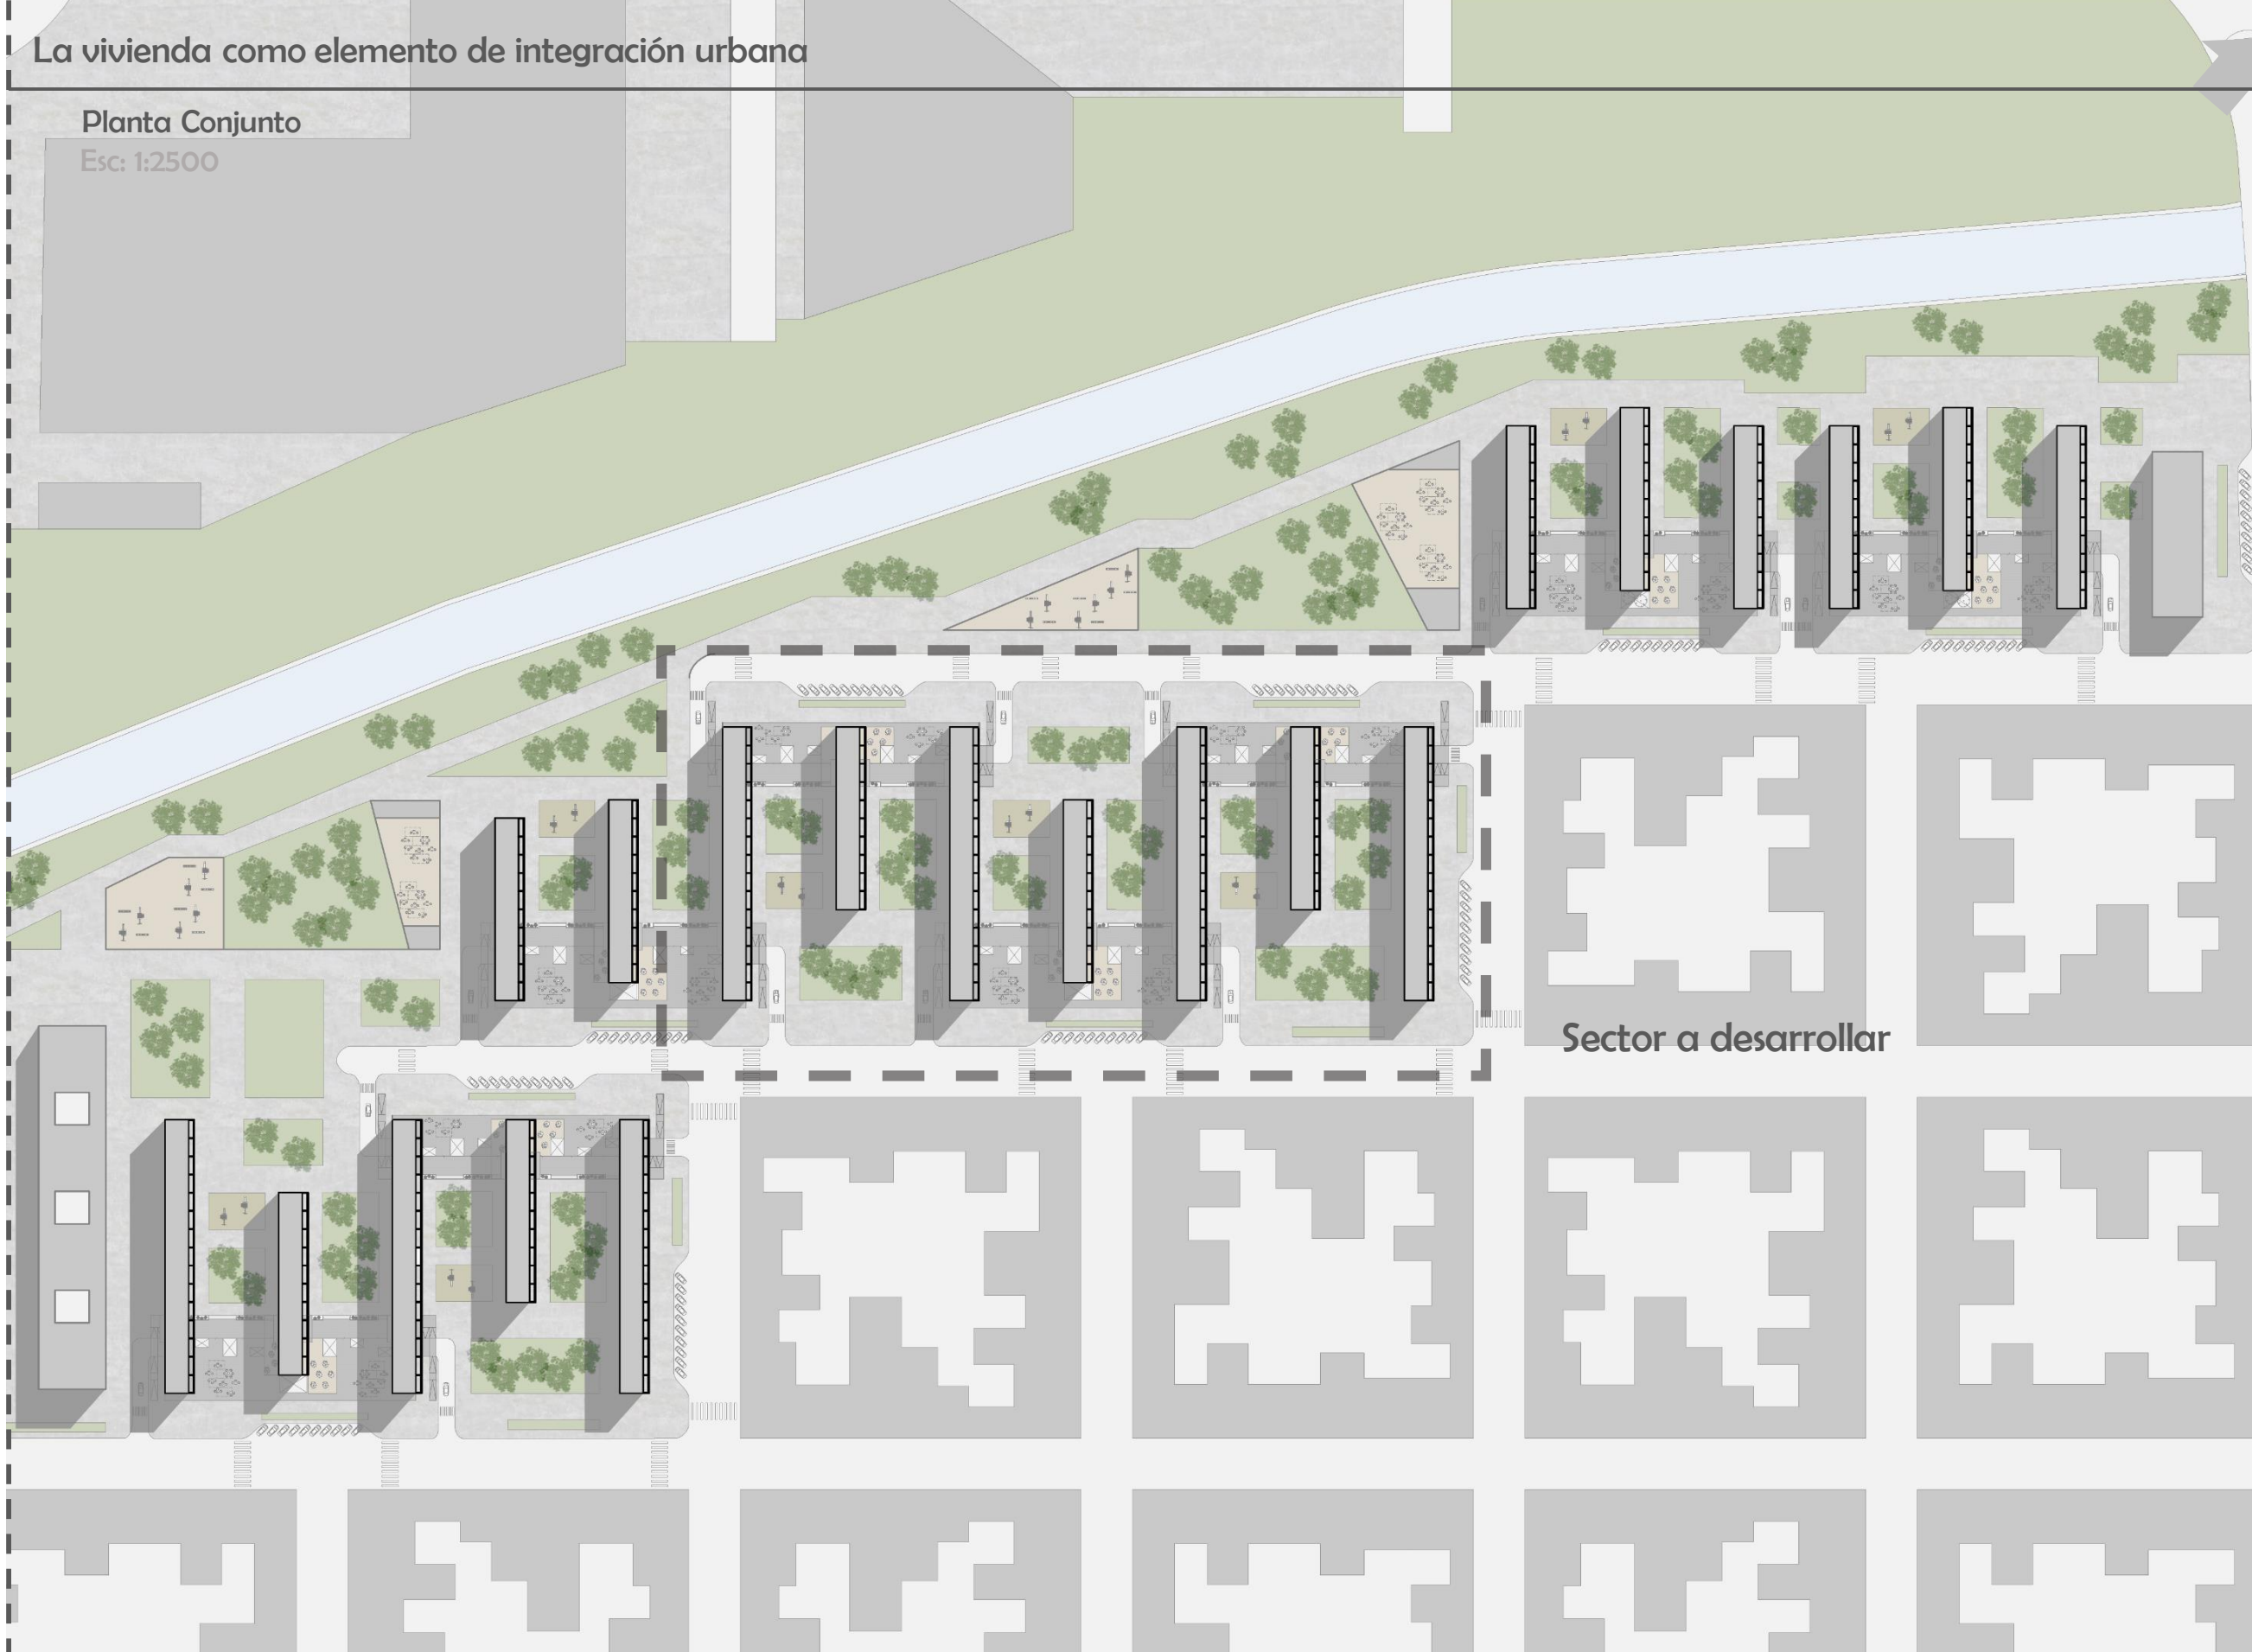 La vivienda como elemento de integración urbana
Planta Conjunto
Esc: 1:2500
Sector a desarrollar